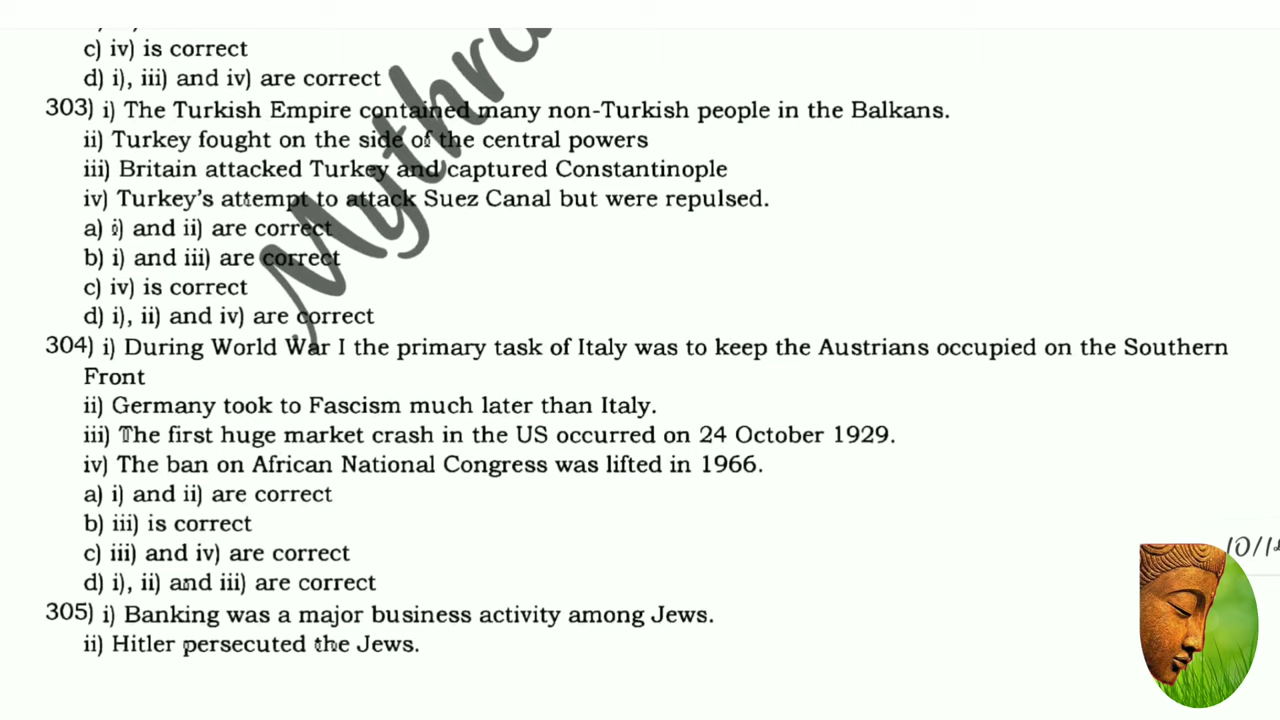 c) iv) is correct
d) i), iii) and iv) are correct
303) i) The Turkish Empire contained many non-Turkish people in the Balkans.
ii) Turkey fought on the side of the central powers
iii) Britain attacked Turkey and captured Constantinople
iv) Turkey's attempt to attack Suez Canal but were repulsed.
a) i) and ii) are correct
b) i) and iii) are correct
c) iv) is correct
d) i), ii) and iv) are correct
304) i) During World War I the primary task of Italy was to keep the Austrians occupied on the Southern
Front
ii) Germany took to Fascism much later than Italy.
iii) The first huge market crash in the US occurred on 24 October 1929.
iv) The ban on African National Congress was lifted in 1966.
a) i) and ii) are correct
b) iii) is correct
c) iii) and iv) are correct
d) i), ii) and iii) are correct
305) i) Banking was a major business activity among Jews.
ii) Hitler persecuted the Jews.